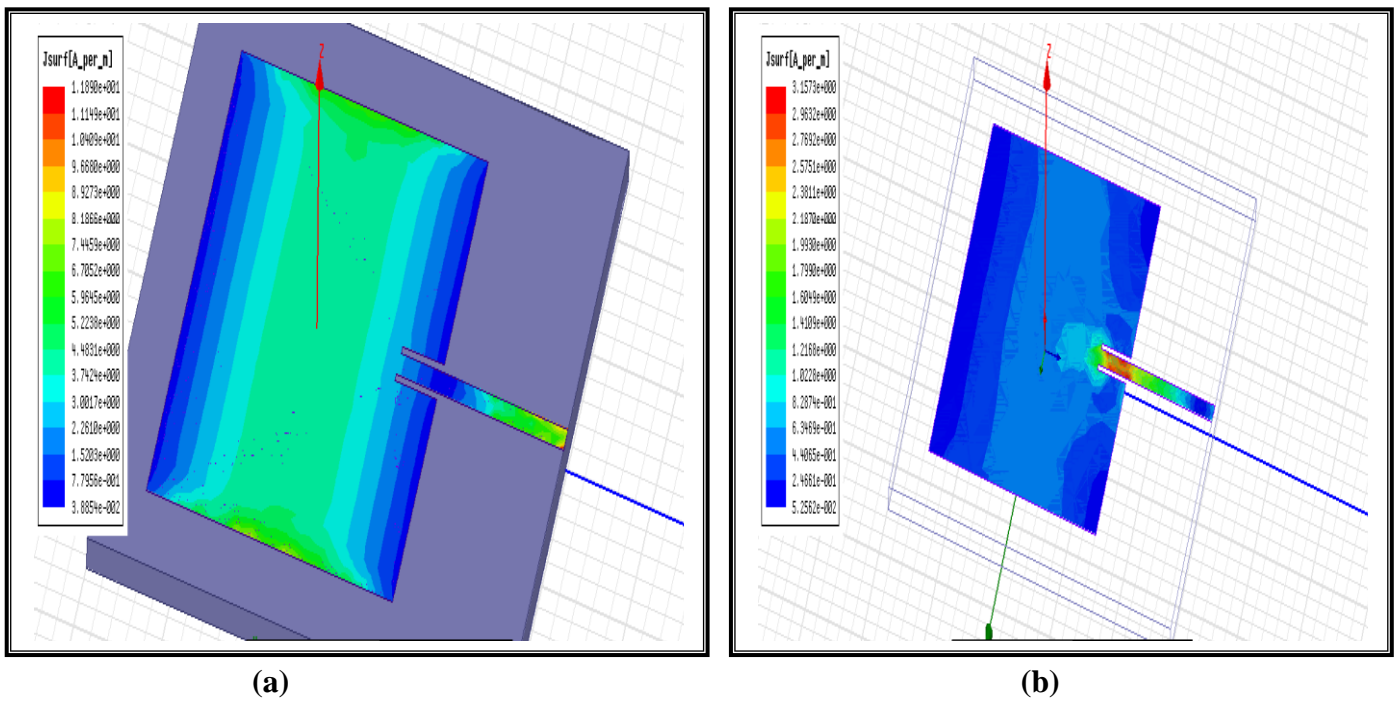 Jsurf[A_per_m]
1.1890e+001
1.1149e+001
1.0409e+001
9.6680e+000
8.9273e+000
8.1866e+000
7.4459e+000
6.7052e+000
5.9645e+000
5.2238e+000
4.4831e+000
3.7424e+000
3.0017e+000
2.2610e+000
1.5203e+000
7.7956e-001
3.8854e-002
Z
(a)
Jsurf[A_per_m]
3.1573e+000
2.9632e+000
2.7692e+000
2.5751e+000
2.3811e+000
2.1870e+000
1.9930e+000
1.7990e+000
1.6049e+000
1.4109e+000
1.2168e+000
1.0228e+000
8.2874e-001
6.3469e-001
4.4065e-001
2.4661e-001
5.2562e-002
Z
(b)